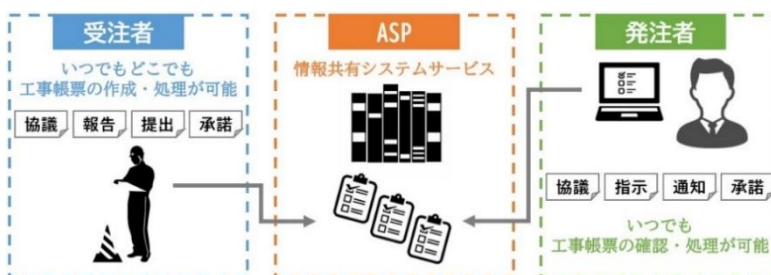 受注者
いつでもどこでも
工事帳票の作成・処理が可能
協議 報告 提出 承諾
ASP
情報共有システムサービス
発注者
協議 指示 通知 承諾
いつでも
工事帳票の確認・処理が可能